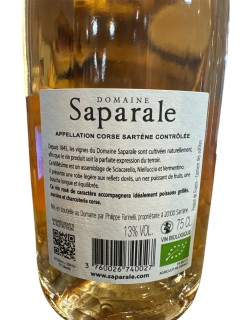 DOMAINE
Saparale
APPELLATION CORSE SARTÈNE CONTRÔLÉE
Depuis 1845, les vignes du Domaine Saparale sont cultivées naturellement,
afin que le vin produit soit la parfaite expression du terroir.
Ce Millésime est un assemblage de Sciaccarellu, Niellucciu et Vermentinu.
Il présente une robe légère aux reflets dorés, un nez de fruits, une
bouche longue et équilibrée.
Ce vin rosé de caractère accompagnera idéalement poissons grillés,
et charcuterie corse.
Mis en bouteille au Domaine par Philippe Farinelli, propriétaire à 20100 Sartène
13% VOL.
75 CL
VIN BIOLOGIQUE
3 760026 740027
www.saparale.com